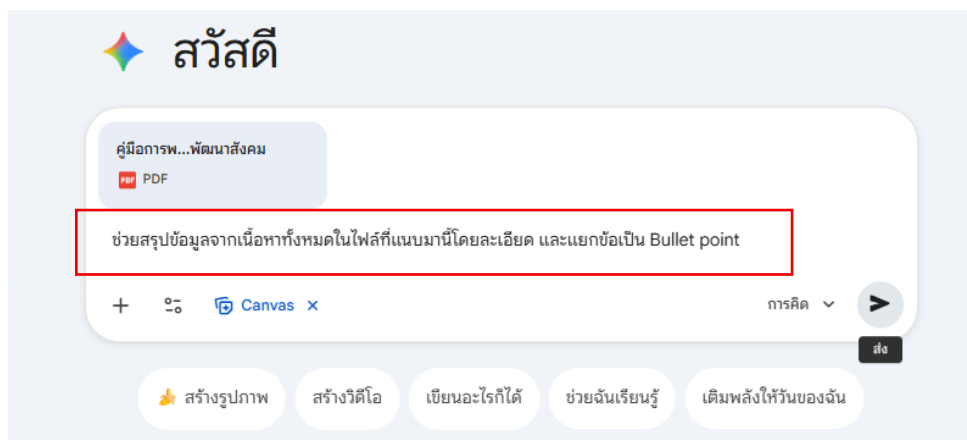 สวัสดี
คู่มือการพ...พัฒนาสังคม
PDF PDF
ช่วยสรุปข้อมูลจากเนื้อหาทั้งหมดในไฟล์ที่แนบมานี้โดยละเอียด และแยกข้อเป็น Bullet point
Canvas การคิด
ส่ง
สร้างรูปภาพ สร้างวิดีโอ เขียนอะไรก็ได้ ช่วยฉันเรียนรู้ เติมพลังให้วันของฉัน